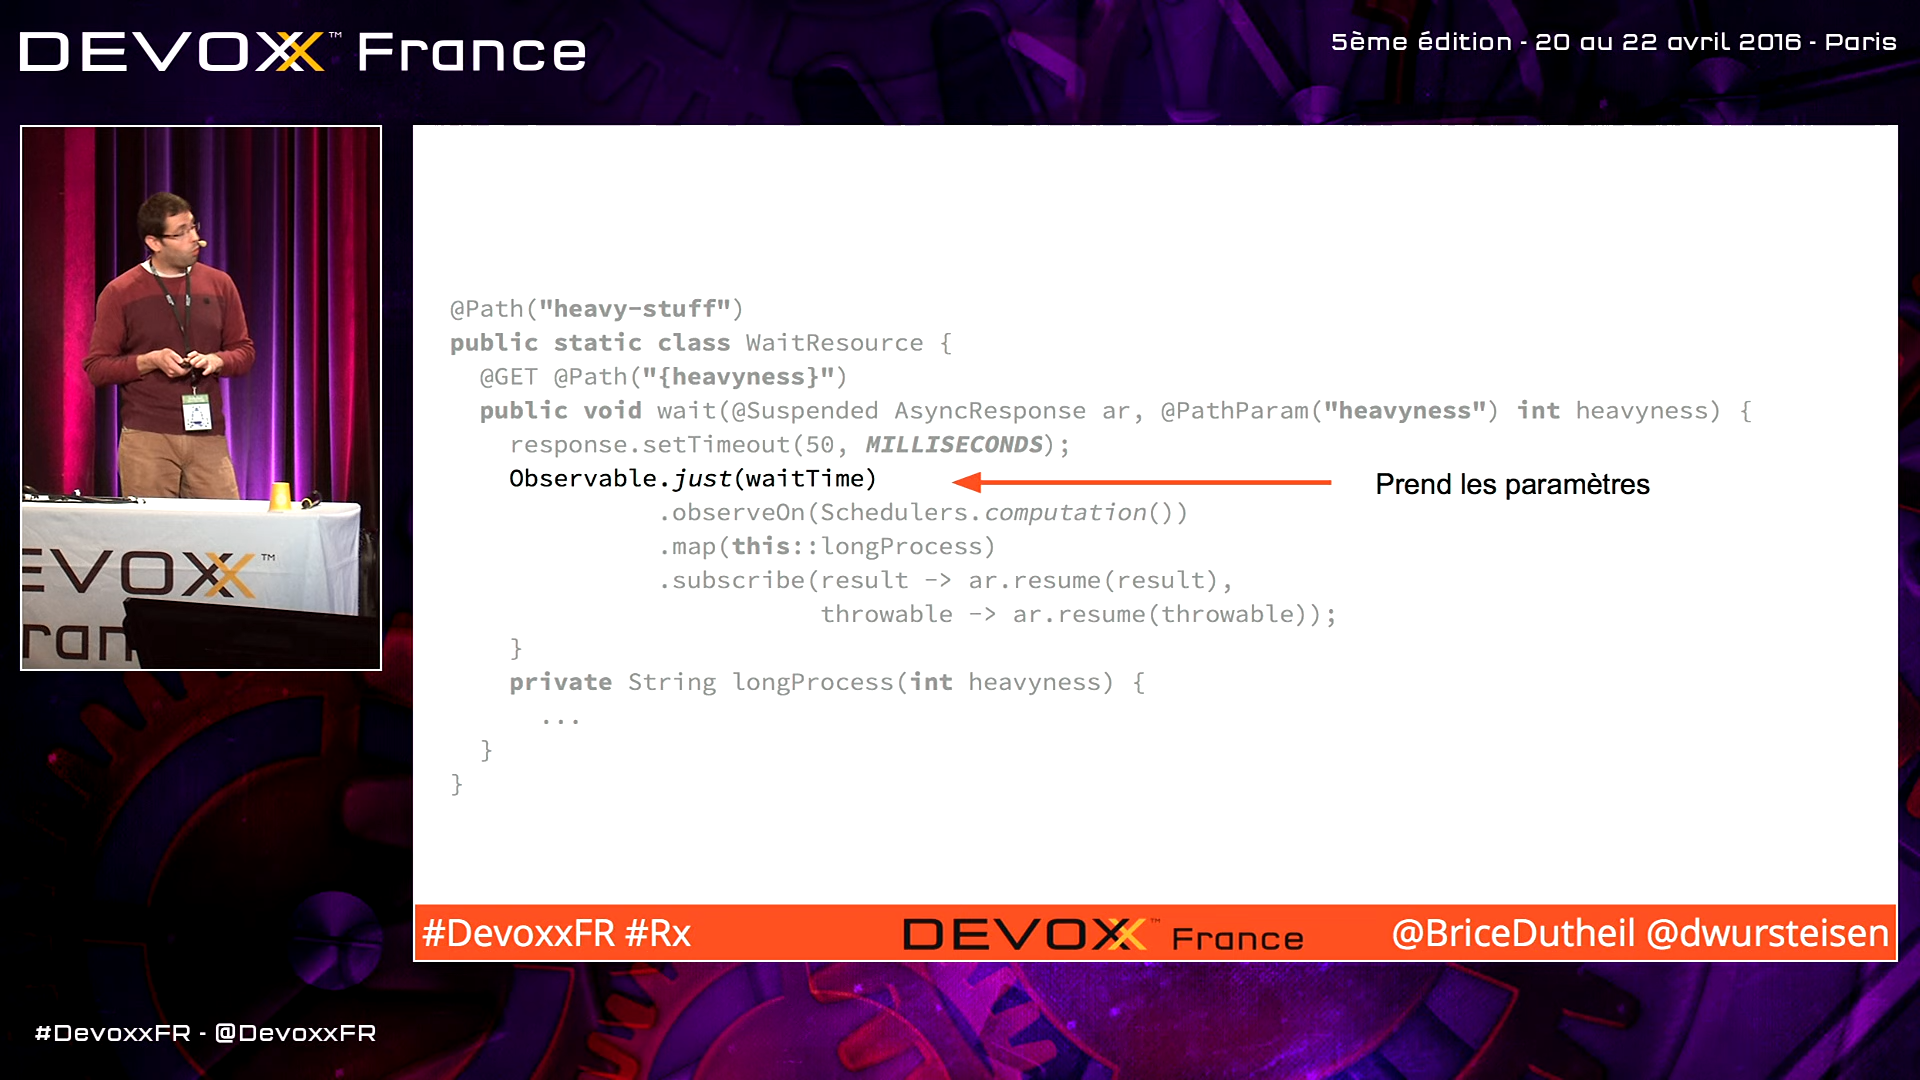 DEVOXX™ France
5ème édition - 20 au 22 avril 2016 - Paris
EVOXX™
ran
@Path("heavy-stuff")
public static class WaitResource {
@GET @Path("{heavyness}")
public void wait(@Suspended AsyncResponse ar, @PathParam("heavyness") int heavyness) {
response.setTimeout(50, MILLISECONDS);
Observable.just(waitTime)
Prend les paramètres
.observeOn(Schedulers.computation())
.map(this::longProcess)
.subscribe(result -> ar.resume(result),
throwable -> ar.resume(throwable));
}
private String longProcess(int heavyness) {
...
}
}
#DevoxxFR #Rx
DEVOXX™ France
@BriceDutheil @dwursteisen
#DevoxxFR - @DevoxxFR